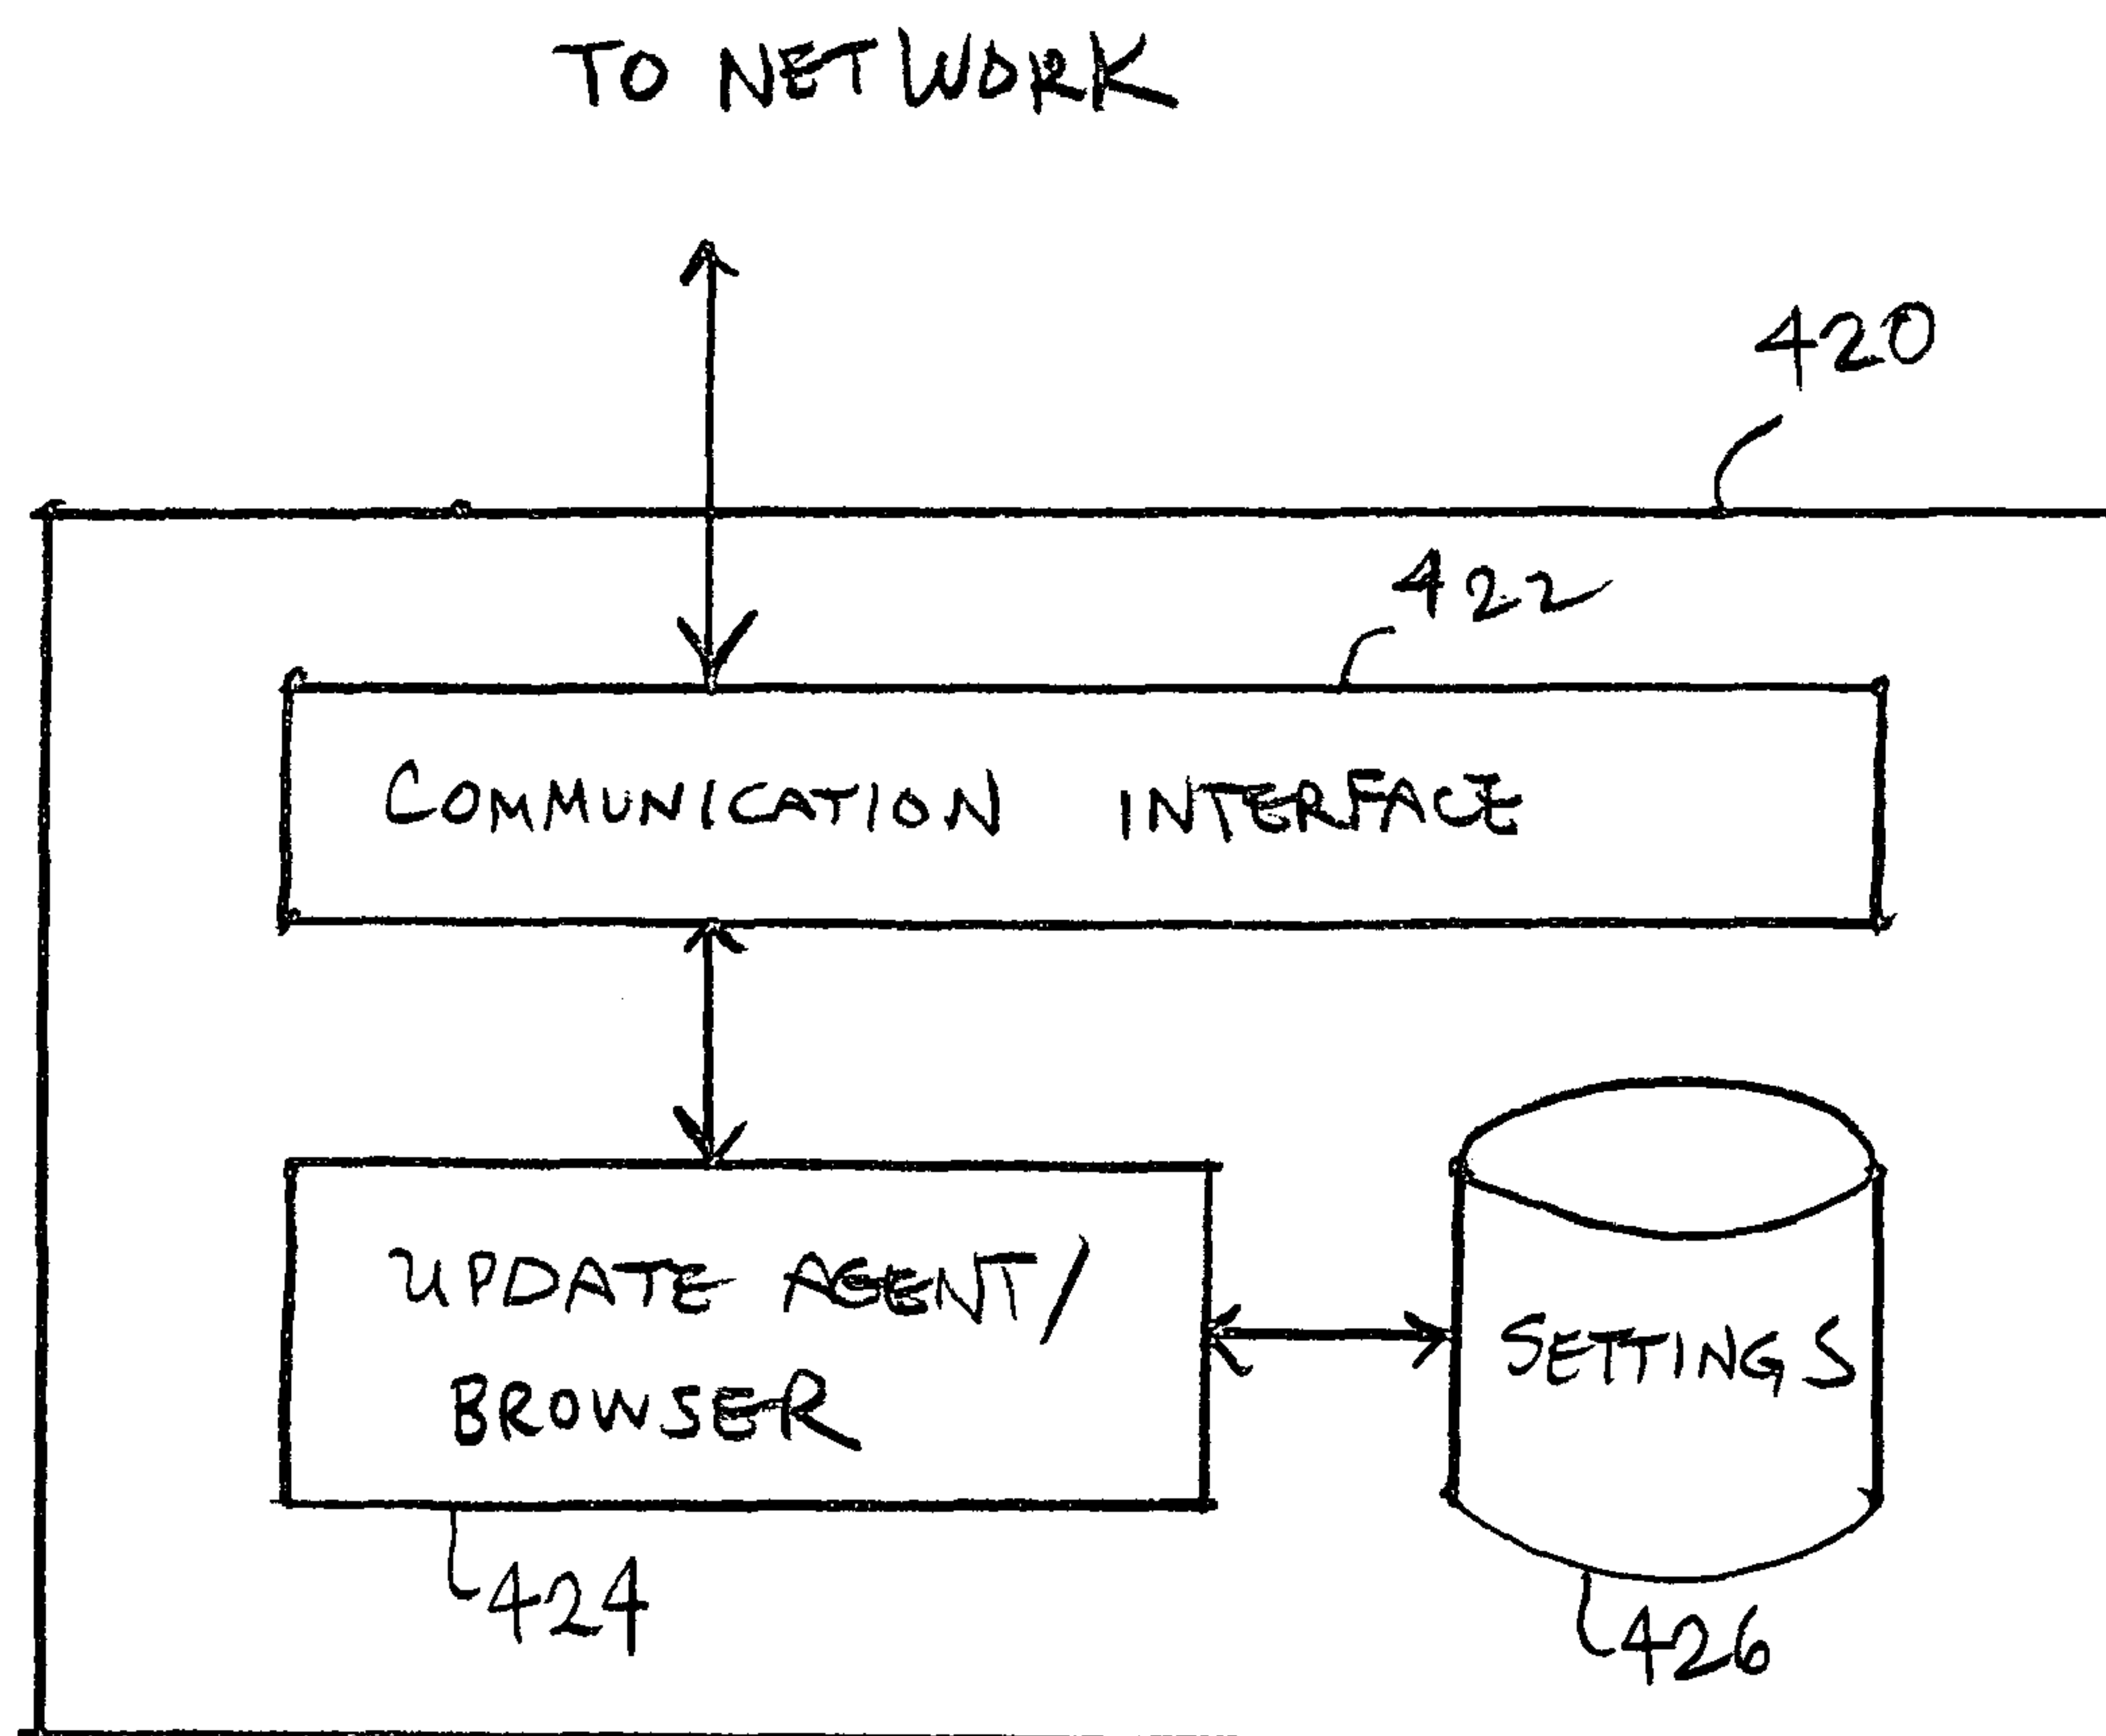 TO NETWORK
420
422
COMMUNICATION INTERFACE
UPDATE AGENT/
BROWSER
SETTINGS
424
426